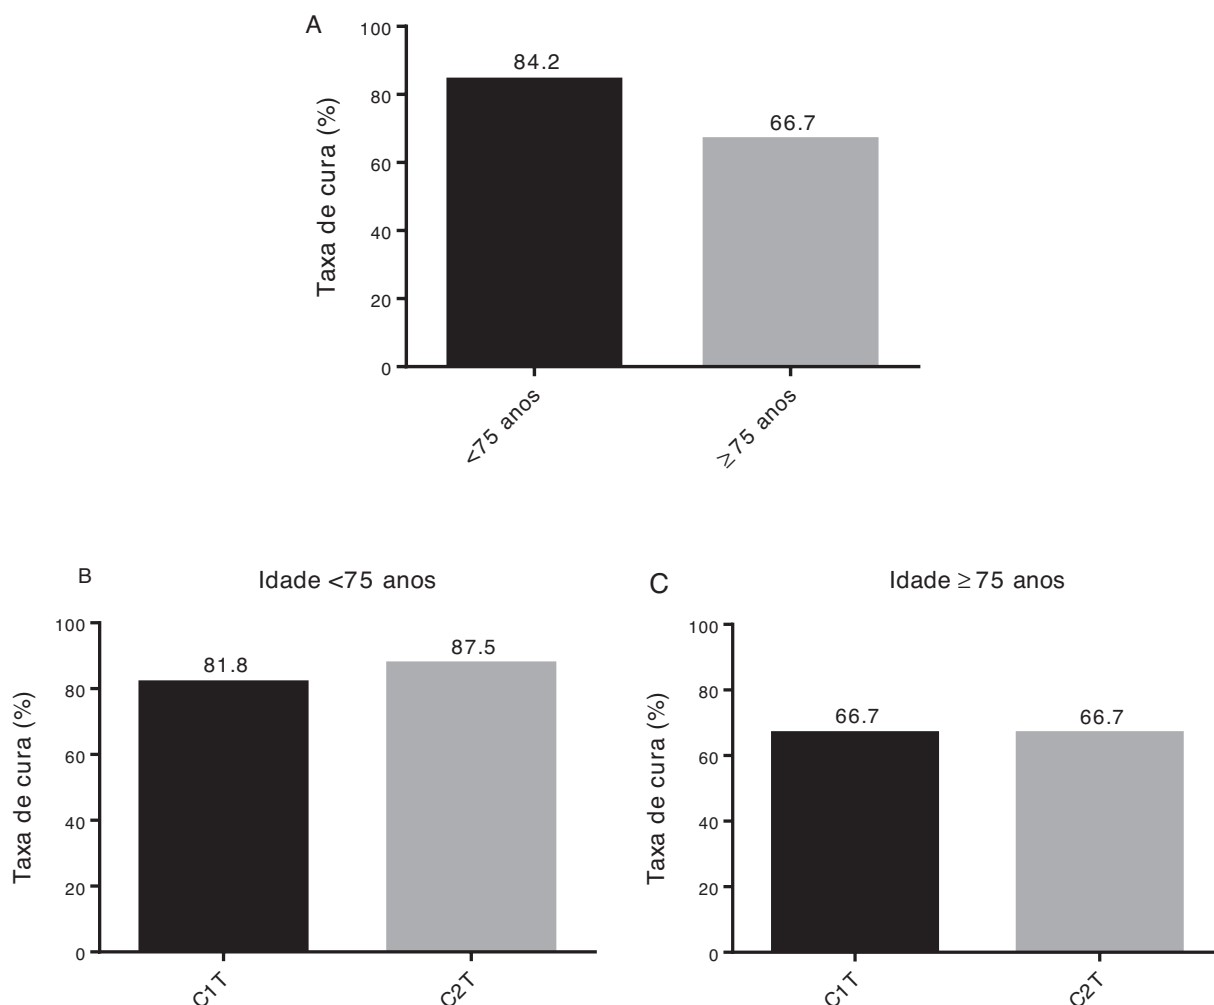 A
Taxa de cura (%)
100
80
60
40
20
0
84.2
66.7
<75 anos
≥75 anos
B
Idade <75 anos
Taxa de cura (%)
100
80
60
40
20
0
81.8
87.5
C1T
C2T
C
Idade ≥ 75 anos
Taxa de cura (%)
100
80
60
40
20
0
66.7
66.7
C1T
C2T